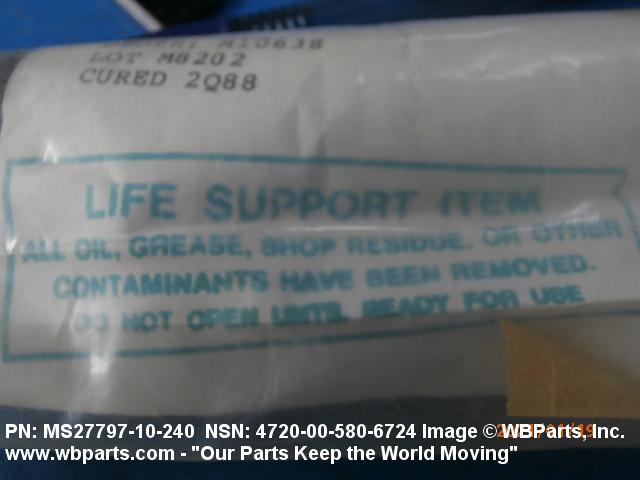 M10638
LOT M8202
CURED 2Q88
LIFE SUPPORT ITEM
ALL OIL, GREASE, SHOP RESIDUE, OR OTHER
CONTAMINANTS HAVE BEEN REMOVED.
DO NOT OPEN UNTIL READY FOR USE
PN: MS27797-10-240 NSN: 4720-00-580-6724 Image ©WBParts, Inc.
www.wbparts.com - "Our Parts Keep the World Moving"